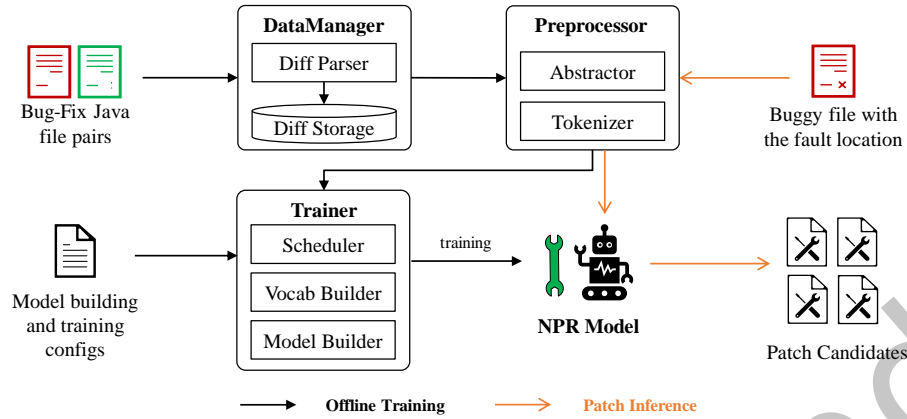 DataManager
Diff Parser
Diff Storage
Preprocessor
Abstractor
Tokenizer
Bug-Fix Java
file pairs
Buggy file with
the fault location
Trainer
Scheduler
Vocab Builder
Model Builder
training
Model building
and training
configs
NPR Model
Patch Candidates
Offline Training
Patch Inference